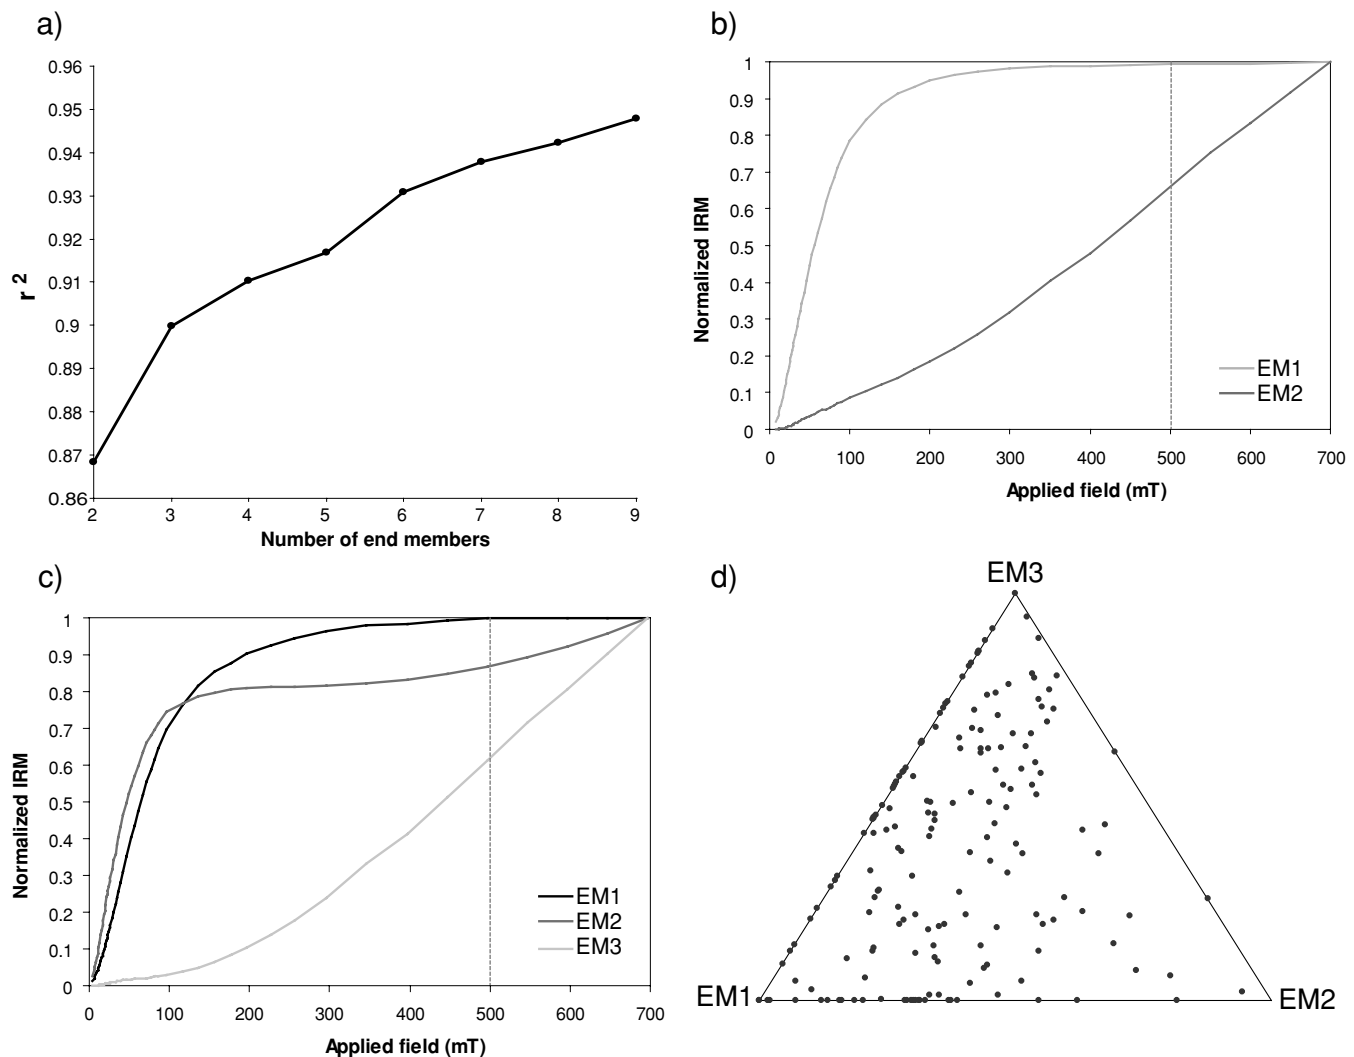 a)
0.96
0.95
0.94
0.93
0.92
0.91
0.9
0.89
0.88
0.87
0.86
r 2
2 3 4 5 6 7 8 9
Number of end members
b)
1
0.9
0.8
0.7
0.6
0.5
0.4
0.3
0.2
0.1
0
Normalized IRM
EM1
EM2
0 100 200 300 400 500 600 700
Applied field (mT)
c)
1
0.9
0.8
0.7
0.6
0.5
0.4
0.3
0.2
0.1
0
Normalized IRM
EM1
EM2
EM3
0 100 200 300 400 500 600 700
Applied field (mT)
d)
EM3
EM1 EM2